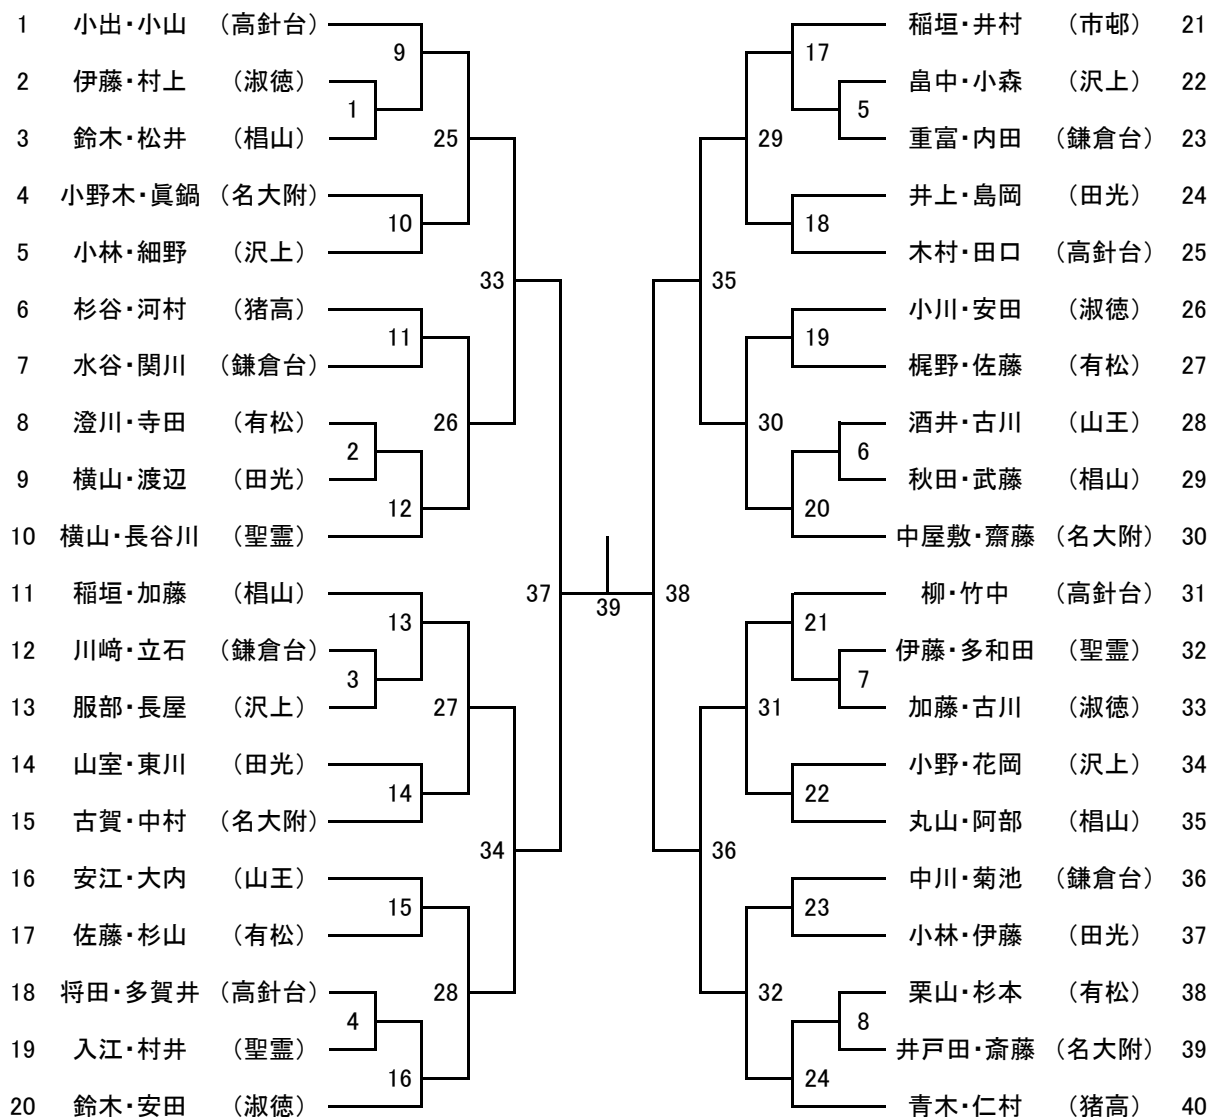 1 小出・小山 （高針台） 稲垣・井村 （市邨） 21
9 17
2 伊藤・村上 （淑徳） 畠中・小森 （沢上） 22
1 5
3 鈴木・松井 （椙山） 25 29 重富・内田 （鎌倉台） 23
4 小野木・眞鍋 （名大附） 井上・島岡 （田光） 24
10 18
5 小林・細野 （沢上） 木村・田口 （高針台） 25
33 35
6 杉谷・河村 （猪高） 小川・安田 （淑徳） 26
11 19
7 水谷・関川 （鎌倉台） 梶野・佐藤 （有松） 27
8 澄川・寺田 （有松） 26 30 酒井・古川 （山王） 28
2 6
9 横山・渡辺 （田光） 秋田・武藤 （椙山） 29
12 20
10 横山・長谷川 （聖霊） 中屋敷・齋藤 （名大附） 30
11 稲垣・加藤 （椙山） 37 38 柳・竹中 （高針台） 31
39
13 21
12 川﨑・立石 （鎌倉台） 伊藤・多和田 （聖霊） 32
3 7
13 服部・長屋 （沢上） 27 31 加藤・古川 （淑徳） 33
14 山室・東川 （田光） 小野・花岡 （沢上） 34
14 22
15 古賀・中村 （名大附） 丸山・阿部 （椙山） 35
34 36
16 安江・大内 （山王） 中川・菊池 （鎌倉台） 36
15 23
17 佐藤・杉山 （有松） 小林・伊藤 （田光） 37
18 将田・多賀井 （高針台） 28 32 栗山・杉本 （有松） 38
4 8
19 入江・村井 （聖霊） 井戸田・斎藤 （名大附） 39
16 24
20 鈴木・安田 （淑徳） 青木・仁村 （猪高） 40